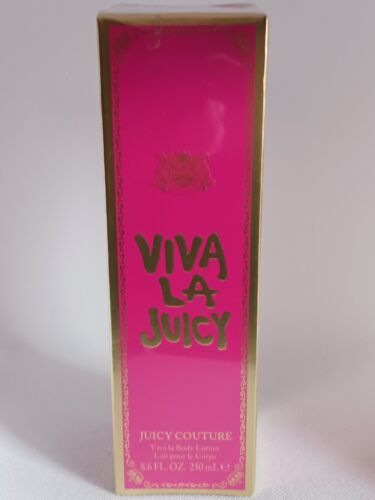 VIVA
LA
JUICY
JUICY COUTURE
Viva la Body Lotion
Lait pour le Corps
8.6 FL. OZ. 250 mL ℮